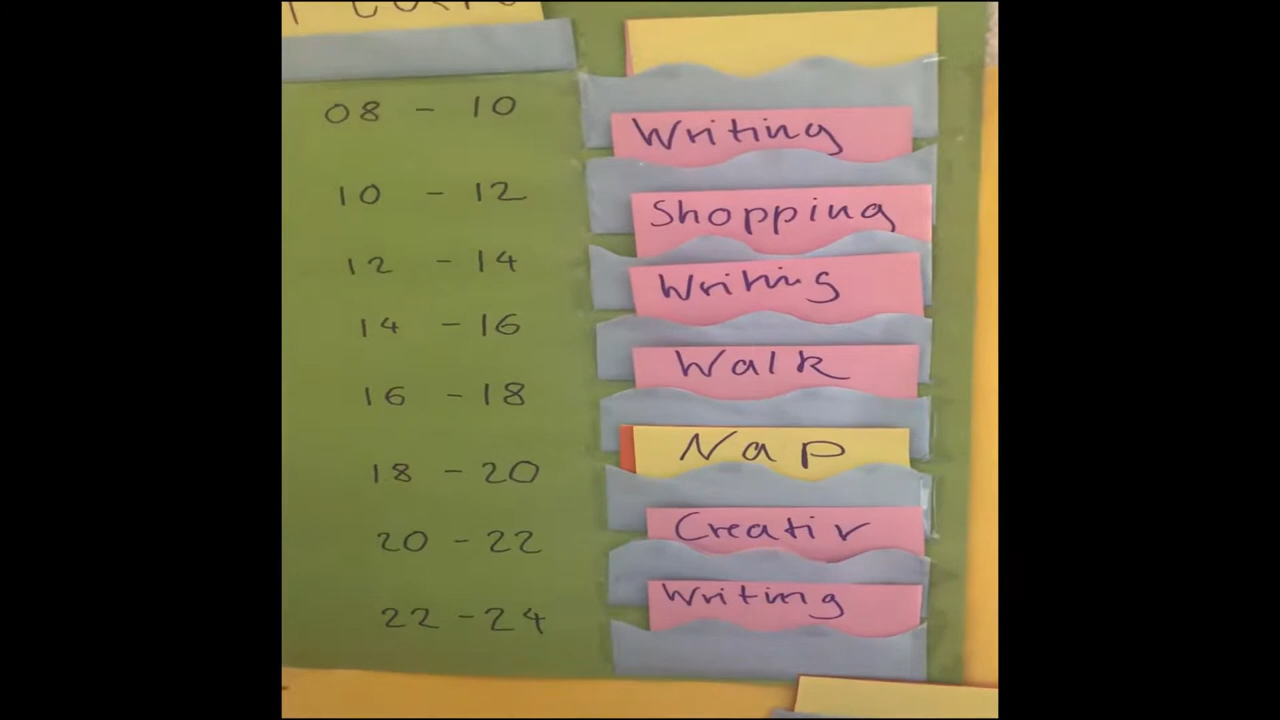 08 - 10
10 - 12
12 - 14
14 - 16
16 - 18
18 - 20
20 - 22
22 - 24
Writing
Shopping
Writing
Walk
Nap
Creativ
Writing